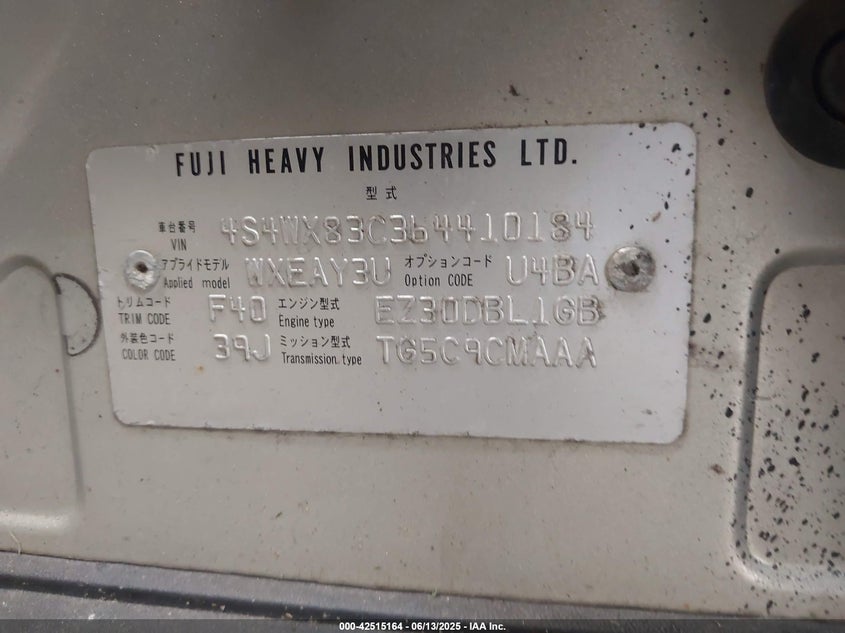 FUJI HEAVY INDUSTRIES LTD.
型式
車台番号 VIN 4S4WX83C364410184
アプライドモデル Applied model WXEAY3U オプションコード Option CODE U4BA
トリムコード TRIM CODE F40 エンジン型式 Engine type EZ30DBL1GB
外装色コード COLOR CODE 39J ミッション型式 Transmission type TG5C9CMAAA
000-42515164 - 06/13/2025 - IAA Inc.